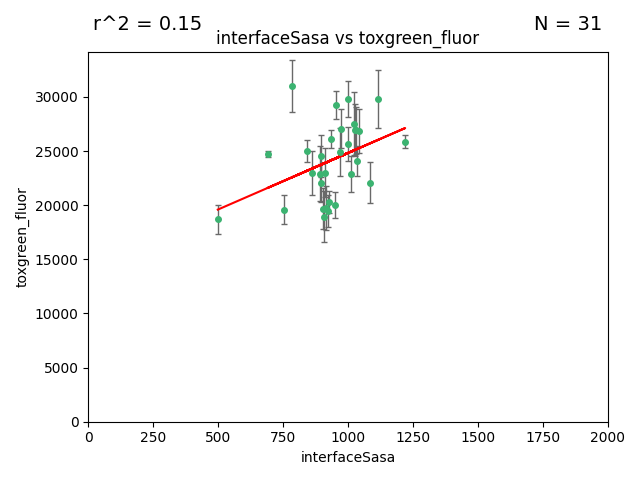 r^2 = 0.15
N = 31
interfaceSasa vs toxgreen_fluor
toxgreen_fluor
30000
25000
20000
15000
10000
5000
0
0 250 500 750 1000 1250 1500 1750 2000
interfaceSasa